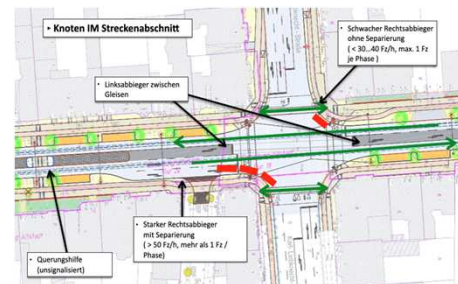 ‣ Knoten IM Streckenabschnitt
• Schwacher Rechtsabbieger
ohne Separierung
( < 30...40 Fz/h, max. 1 Fz
je Phase )
• Linksabbieger zwischen
Gleisen
• Starker Rechtsabbieger
mit Separierung
( > 50 Fz/h, mehr als 1 Fz /
Phase)
• Querungshilfe
(unsignalisiert)